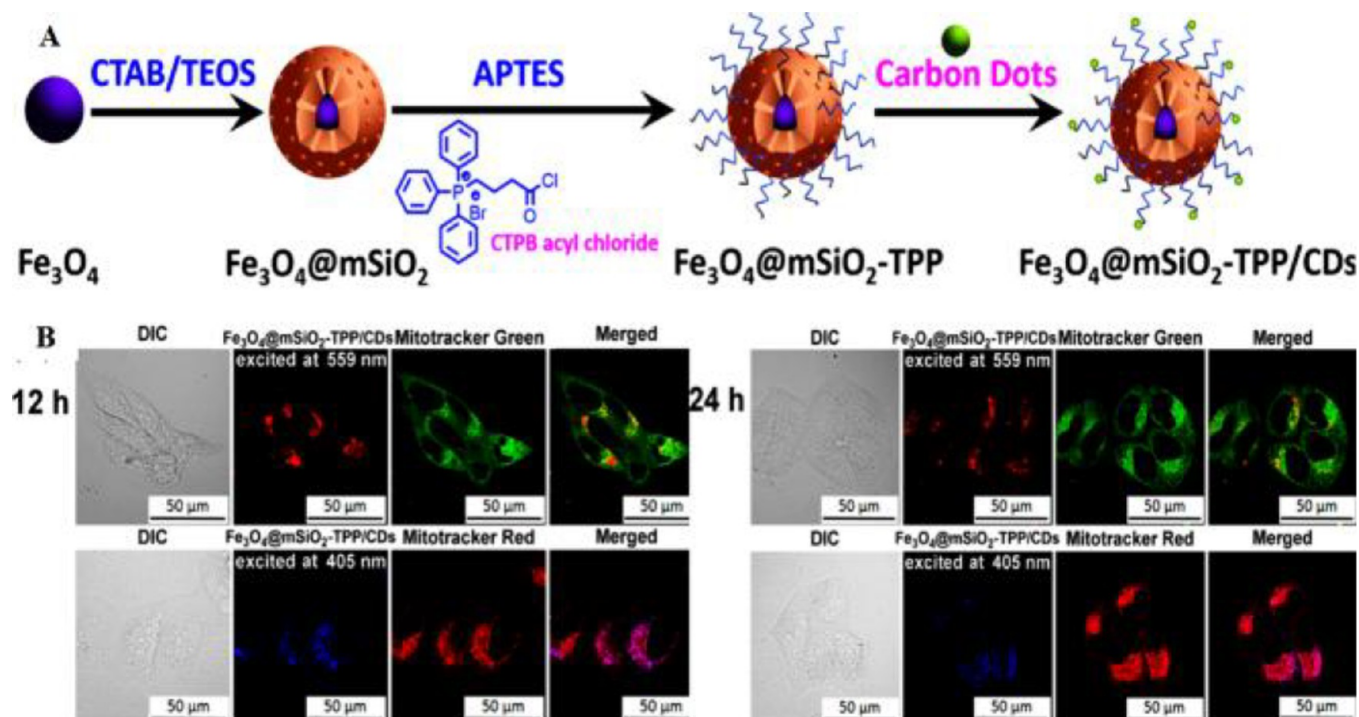 A
CTAB/TEOS
APTES
Carbon Dots
P
⊕
⊖
Br
Cl
O
CTPB acyl chloride
Fe₃O₄
Fe₃O₄@mSiO₂
Fe₃O₄@mSiO₂-TPP
Fe₃O₄@mSiO₂-TPP/CDs
B
12 h
DIC
Fe₃O₄@mSiO₂-TPP/CDs
Mitotracker Green
Merged
excited at 559 nm
50 µm
50 µm
50 µm
50 µm
DIC
Fe₃O₄@mSiO₂-TPP/CDs
Mitotracker Red
Merged
excited at 405 nm
50 µm
50 µm
50 µm
50 µm
24 h
DIC
Fe₃O₄@mSiO₂-TPP/CDs
Mitotracker Green
Merged
excited at 559 nm
50 µm
50 µm
50 µm
50 µm
DIC
Fe₃O₄@mSiO₂-TPP/CDs
Mitotracker Red
Merged
excited at 405 nm
50 µm
50 µm
50 µm
50 µm